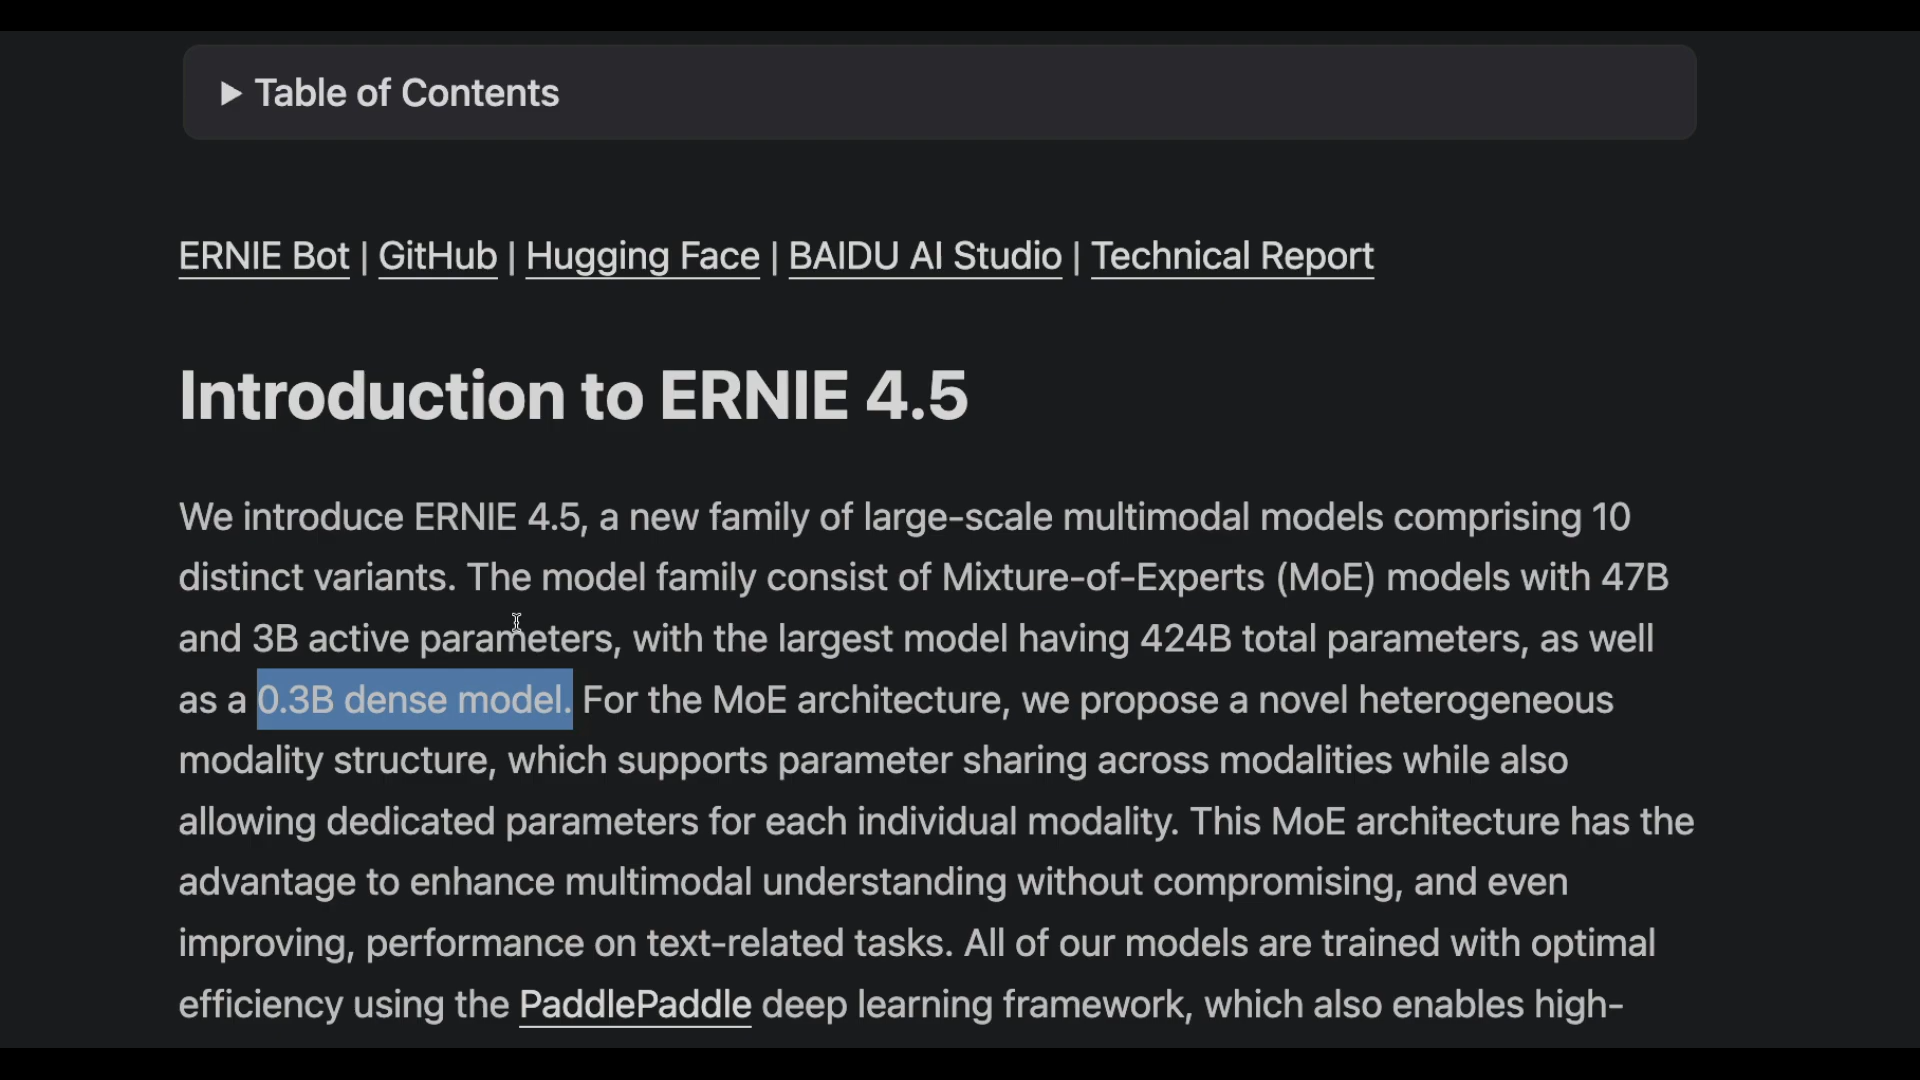 ▶ Table of Contents
ERNIE Bot | GitHub | Hugging Face | BAIDU AI Studio | Technical Report
Introduction to ERNIE 4.5
We introduce ERNIE 4.5, a new family of large-scale multimodal models comprising 10
distinct variants. The model family consist of Mixture-of-Experts (MoE) models with 47B
and 3B active parameters, with the largest model having 424B total parameters, as well
as a 0.3B dense model. For the MoE architecture, we propose a novel heterogeneous
modality structure, which supports parameter sharing across modalities while also
allowing dedicated parameters for each individual modality. This MoE architecture has the
advantage to enhance multimodal understanding without compromising, and even
improving, performance on text-related tasks. All of our models are trained with optimal
efficiency using the PaddlePaddle deep learning framework, which also enables high-